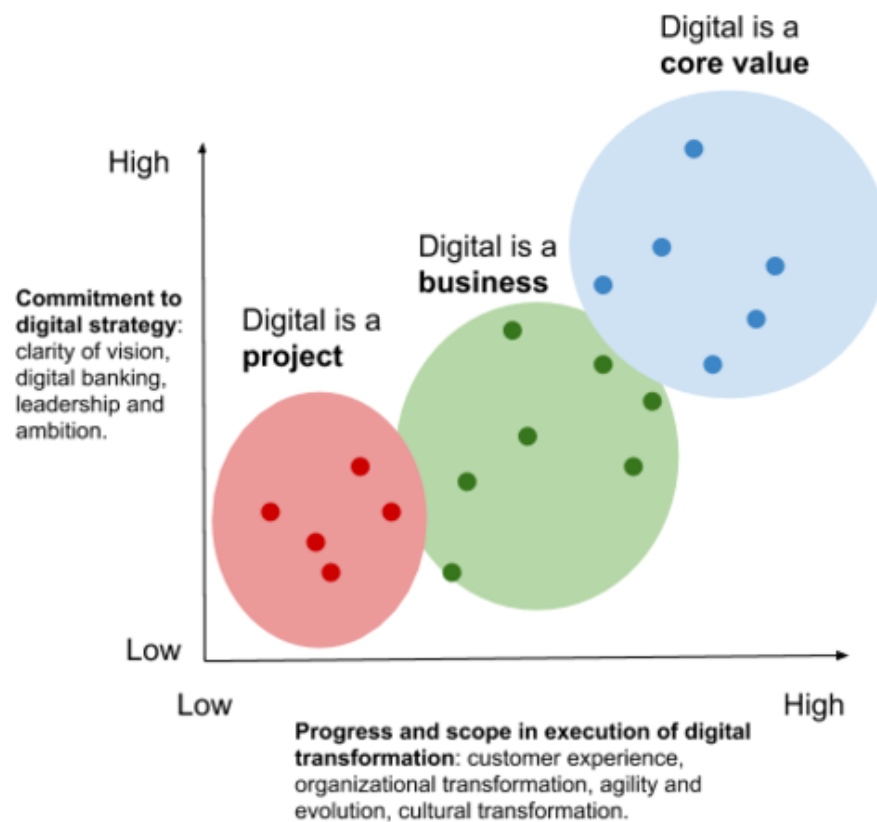 Digital is a
core value
High
Digital is a
business
Commitment to
digital strategy:
clarity of vision,
digital banking,
leadership and
ambition.
Digital is a
project
Low
Low
High
Progress and scope in execution of digital
transformation: customer experience,
organizational transformation, agility and
evolution, cultural transformation.